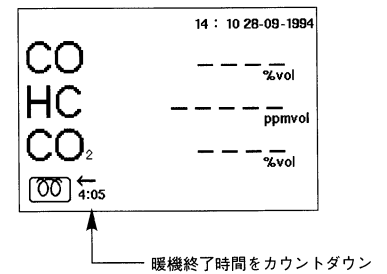 14 : 10 28-09-1994
CO ----
%vol
HC -----
ppmvol
CO₂ ----
%vol
← 4:05
暖機終了時間をカウントダウン